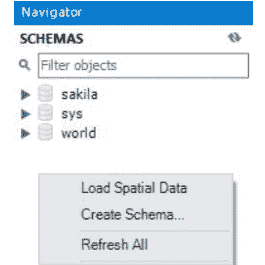 Navigator
SCHEMAS
Filter objects
sakila
sys
world
Load Spatial Data
Create Schema...
Refresh All